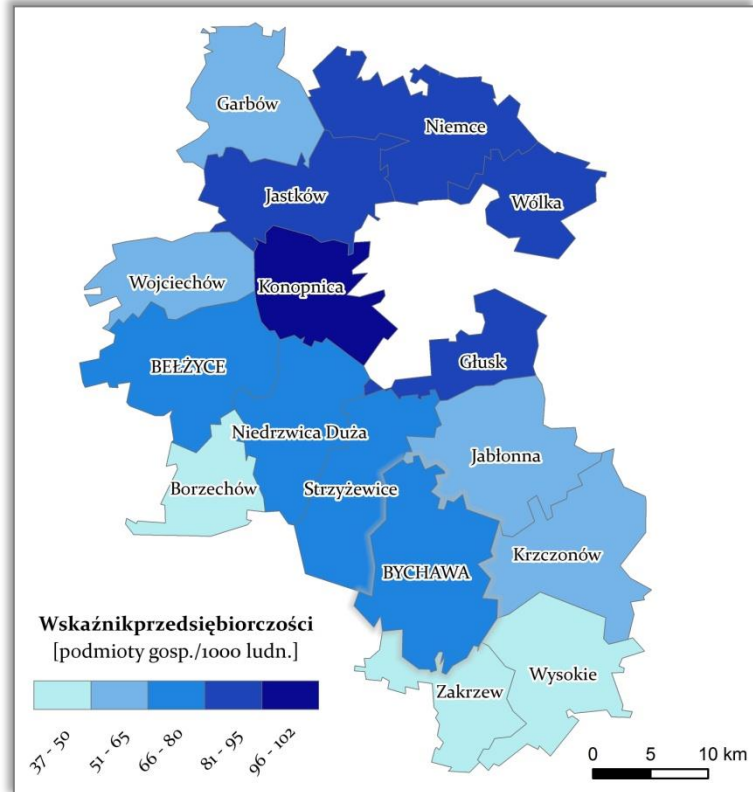 Garbów
Niemce
Jastków
Wólka
Wojciechów
Konopnica
BEŁŻYCE
Głusk
Niedrzwica Duża
Jabłonna
Borzechów
Strzyżewice
Krzczonów
BYCHAWA
Wysokie
Zakrzew
Wskaźnikprzedsiębiorczości
[podmioty gosp./1000 ludn.]
37 - 50
51 - 65
66 - 80
81 - 95
96 - 102
0 5 10 km